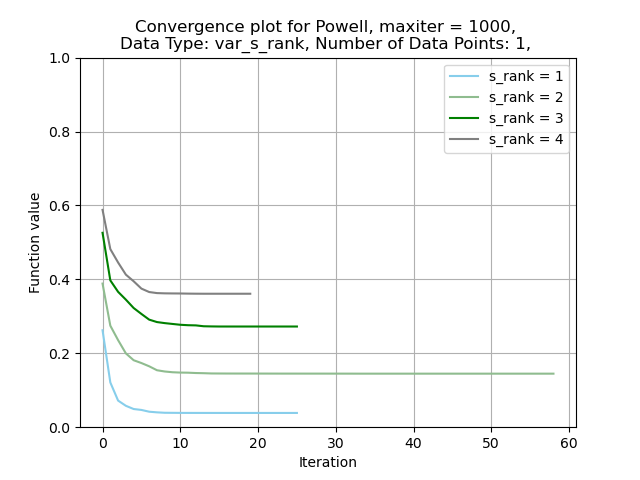 Convergence plot for Powell, maxiter = 1000,
Data Type: var_s_rank, Number of Data Points: 1,
1.0
0.8
0.6
0.4
0.2
0.0
Function value
s_rank = 1
s_rank = 2
s_rank = 3
s_rank = 4
0
10
20
30
40
50
60
Iteration